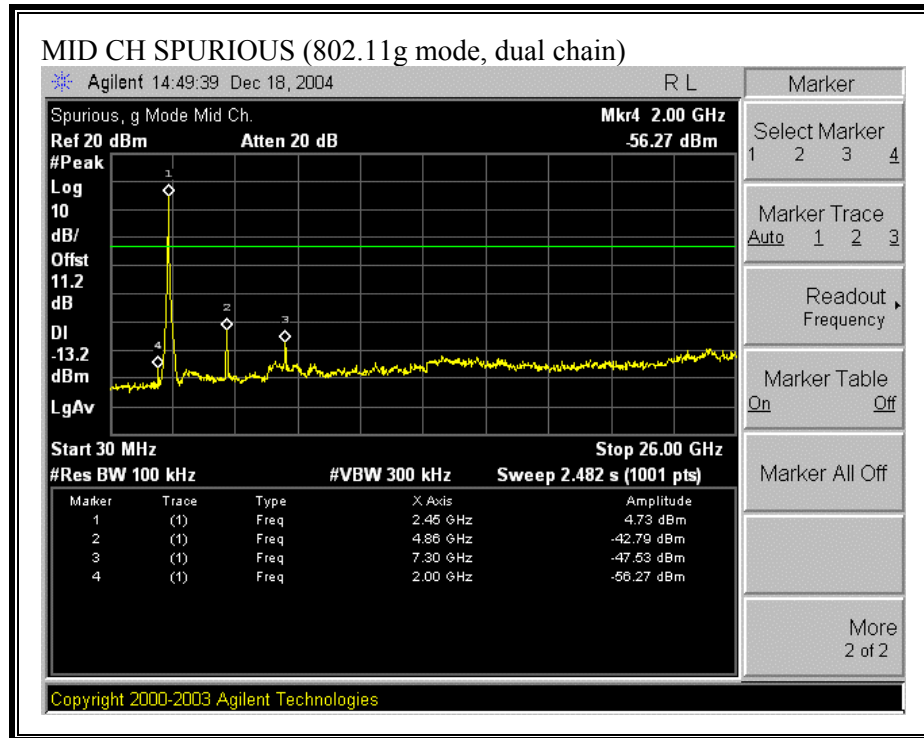 MID CH SPURIOUS (802.11g mode, dual chain)
Agilent 14:49:39 Dec 18, 2004 R L
Spurious, g Mode Mid Ch. Mkr4 2.00 GHz
Ref 20 dBm Atten 20 dB -56.27 dBm
#Peak
Log
10
dB/
Offst
11.2
dB
DI
-13.2
dBm
LgAv
1
2
3
4
Start 30 MHz Stop 26.00 GHz
#Res BW 100 kHz #VBW 300 kHz Sweep 2.482 s (1001 pts)
Marker Trace Type X Axis Amplitude
1 (1) Freq 2.45 GHz 4.73 dBm
2 (1) Freq 4.86 GHz -42.79 dBm
3 (1) Freq 7.30 GHz -47.53 dBm
4 (1) Freq 2.00 GHz -56.27 dBm
Marker
Select Marker
1 2 3 4
Marker Trace
Auto 1 2 3
Readout
Frequency
Marker Table
On Off
Marker All Off
More
2 of 2
Copyright 2000-2003 Agilent Technologies